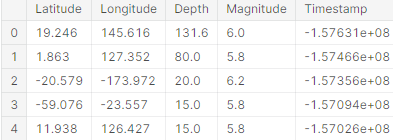 Latitude Longitude Depth Magnitude Timestamp
0 19.246 145.616 131.6 6.0 -1.57631e+08
1 1.863 127.352 80.0 5.8 -1.57466e+08
2 -20.579 -173.972 20.0 6.2 -1.57356e+08
3 -59.076 -23.557 15.0 5.8 -1.57094e+08
4 11.938 126.427 15.0 5.8 -1.57026e+08